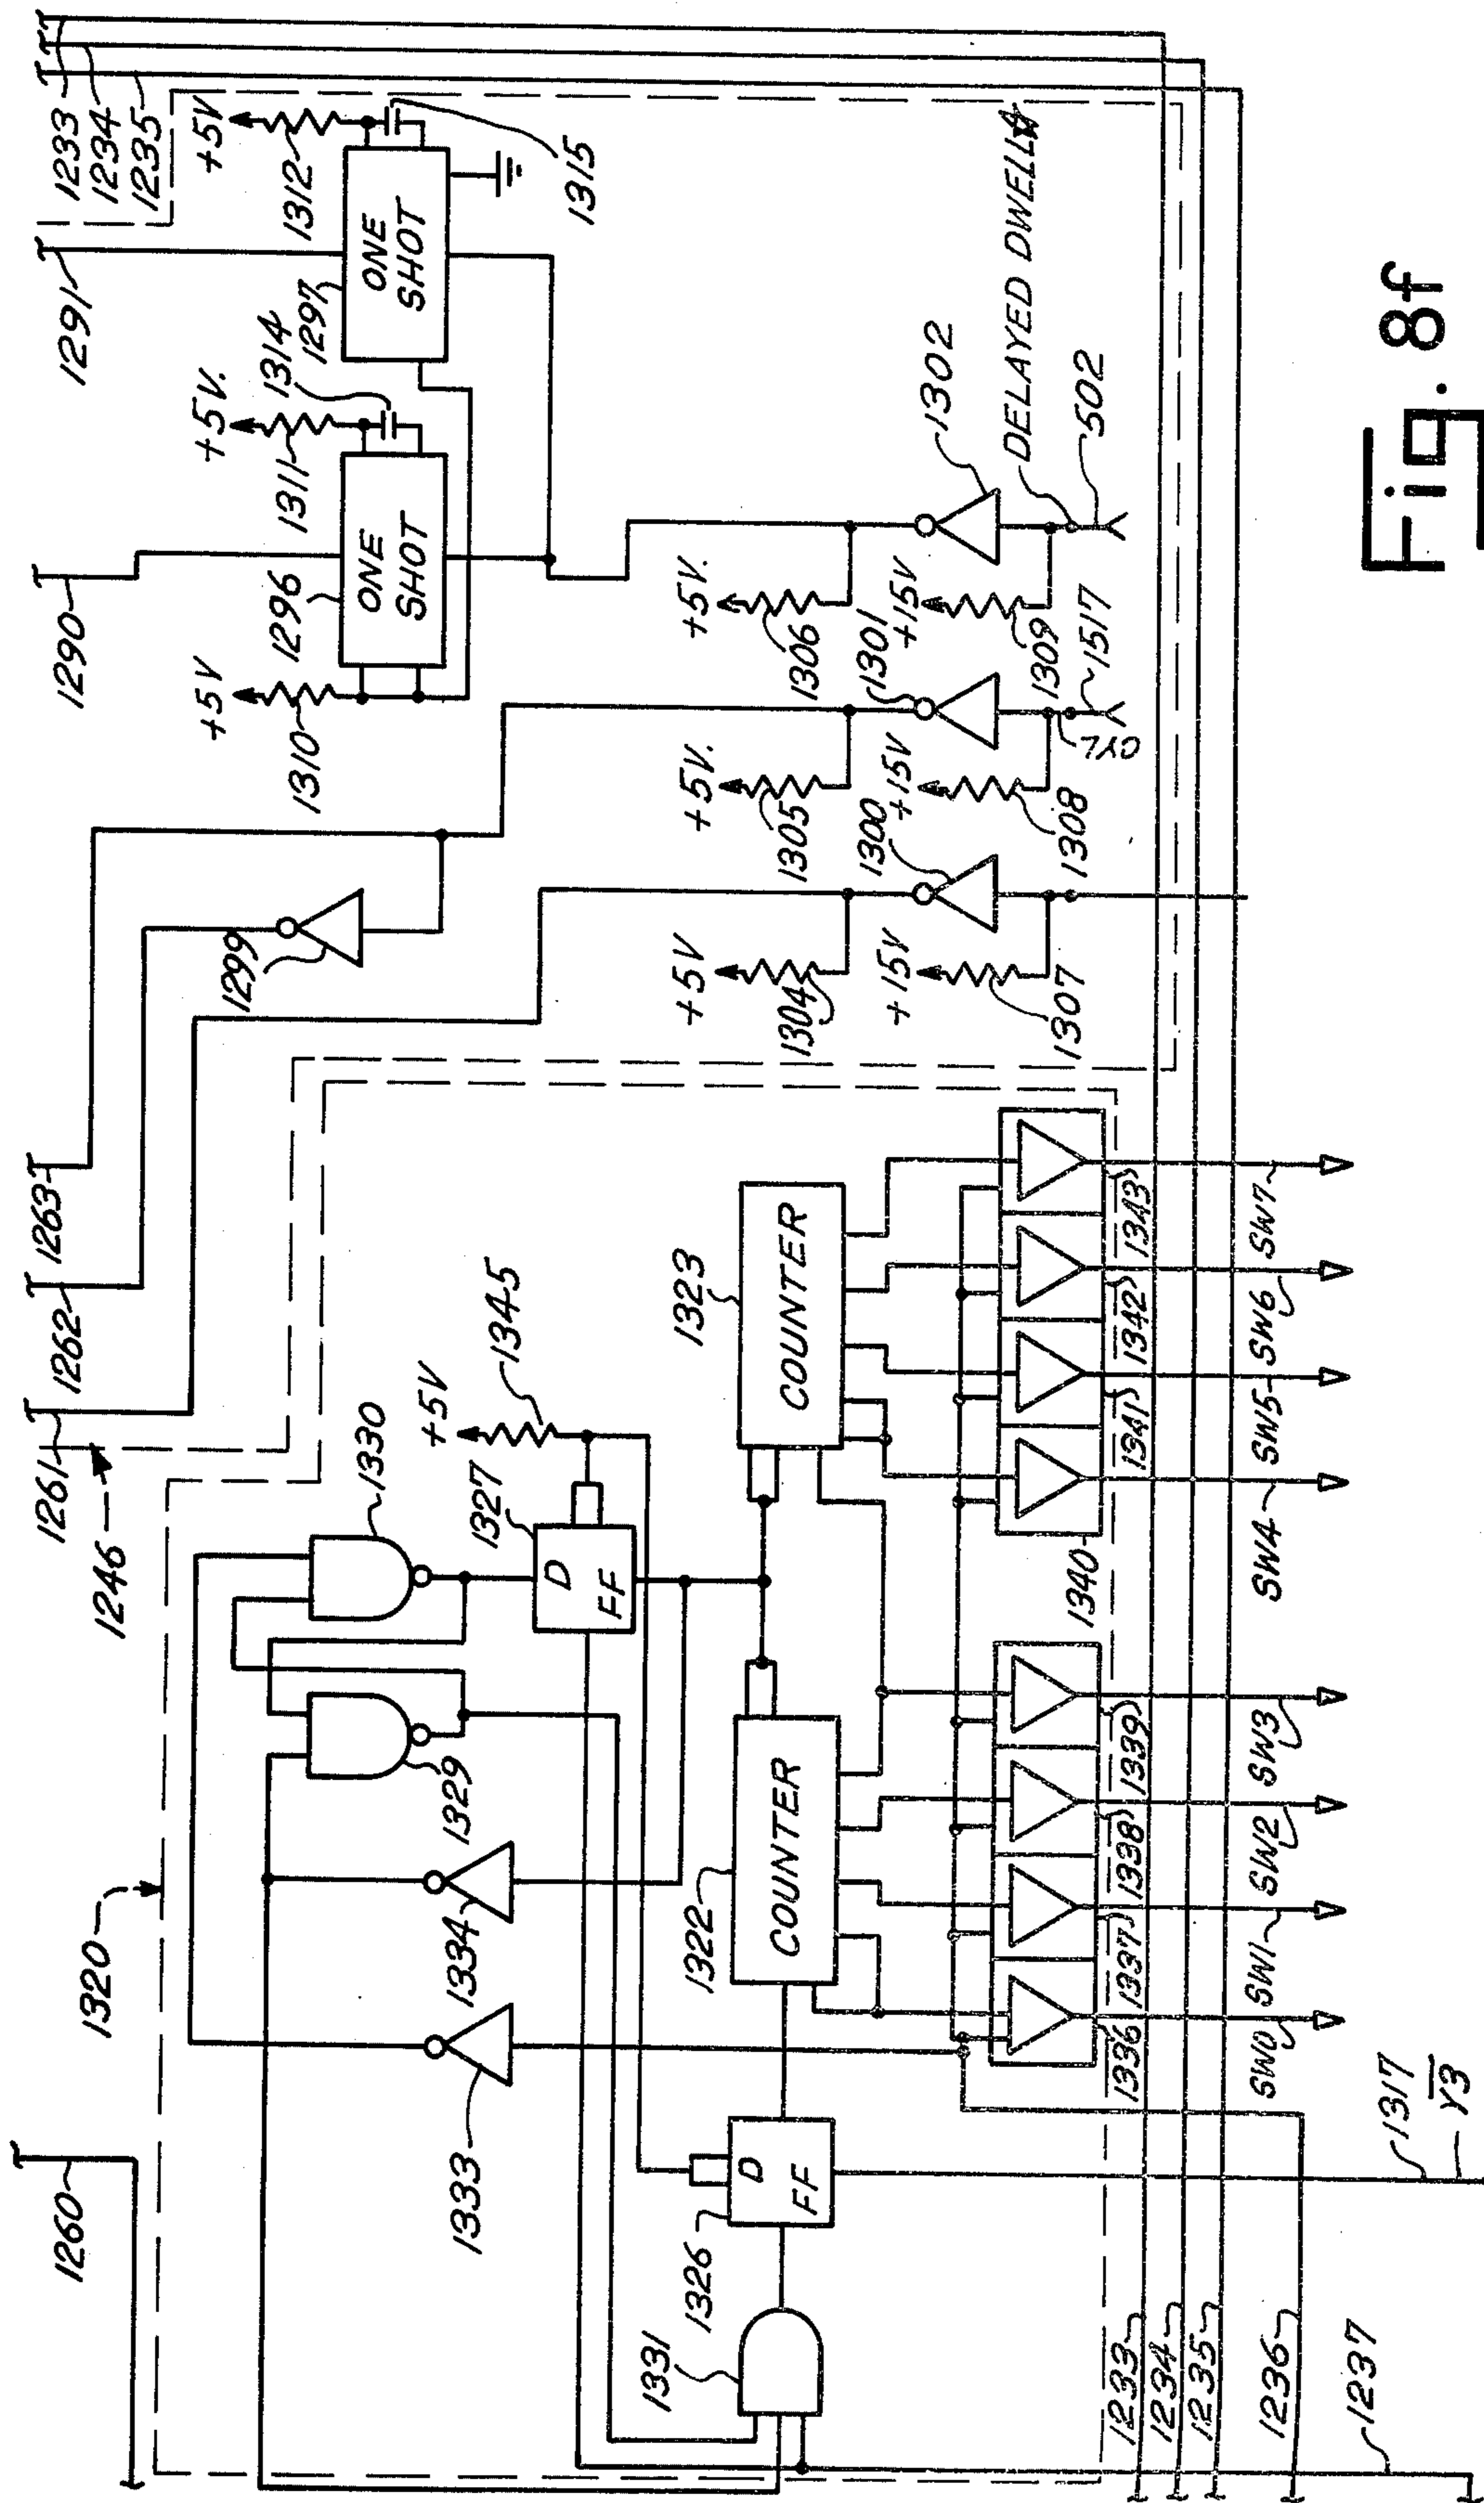 1260
1320
1246
1261
1262
1263
1290
1291
1233
1234
1235
+5V
1310
1296
ONE
SHOT
+5V.
1311
1314
1297
ONE
SHOT
+5V
1312
1315
1299
1333
1334
1329
1330
1327
D
FF
+5V
1345
1331
1326
D
FF
1322
COUNTER
1323
COUNTER
+5V
1304
+15V
1307
1300
+5V.
1305
+15V
1308
1301
CYL
1517
+5V.
1306
+15V
1309
1302
DELAYED DWELL
502
1336
1337
1338
1339
1340
1341
1342
1343
SW0
SW1
SW2
SW3
SW4
SW5
SW6
SW7
1233
1234
1235
1236
1237
1317
Y3
Fig. 8f